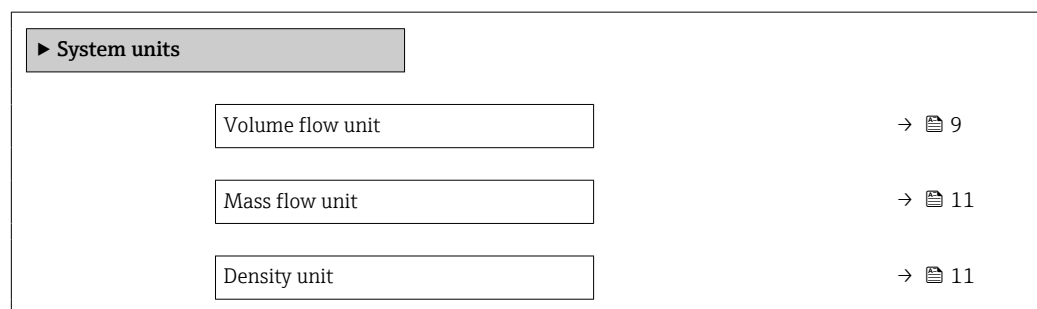 ▶ System units
Volume flow unit → 9
Mass flow unit → 11
Density unit → 11